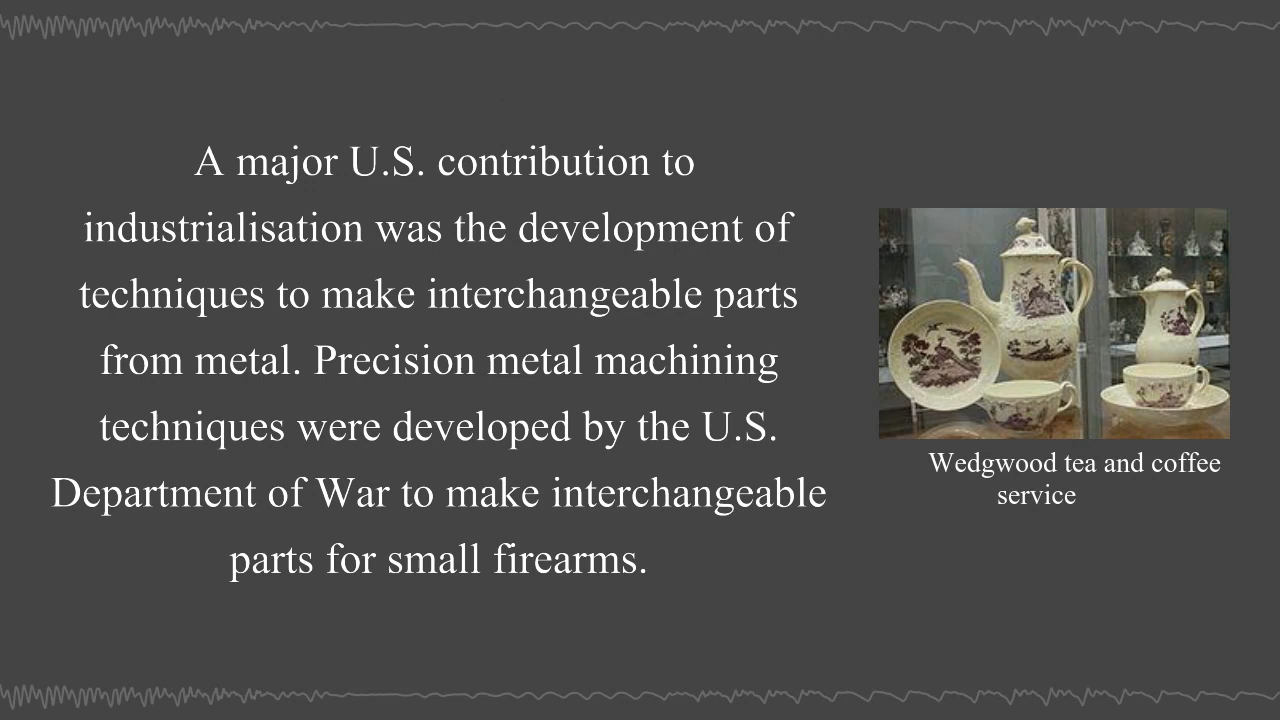 A major U.S. contribution to
industrialisation was the development of
techniques to make interchangeable parts
from metal. Precision metal machining
techniques were developed by the U.S.
Department of War to make interchangeable
parts for small firearms.
Wedgwood tea and coffee
service